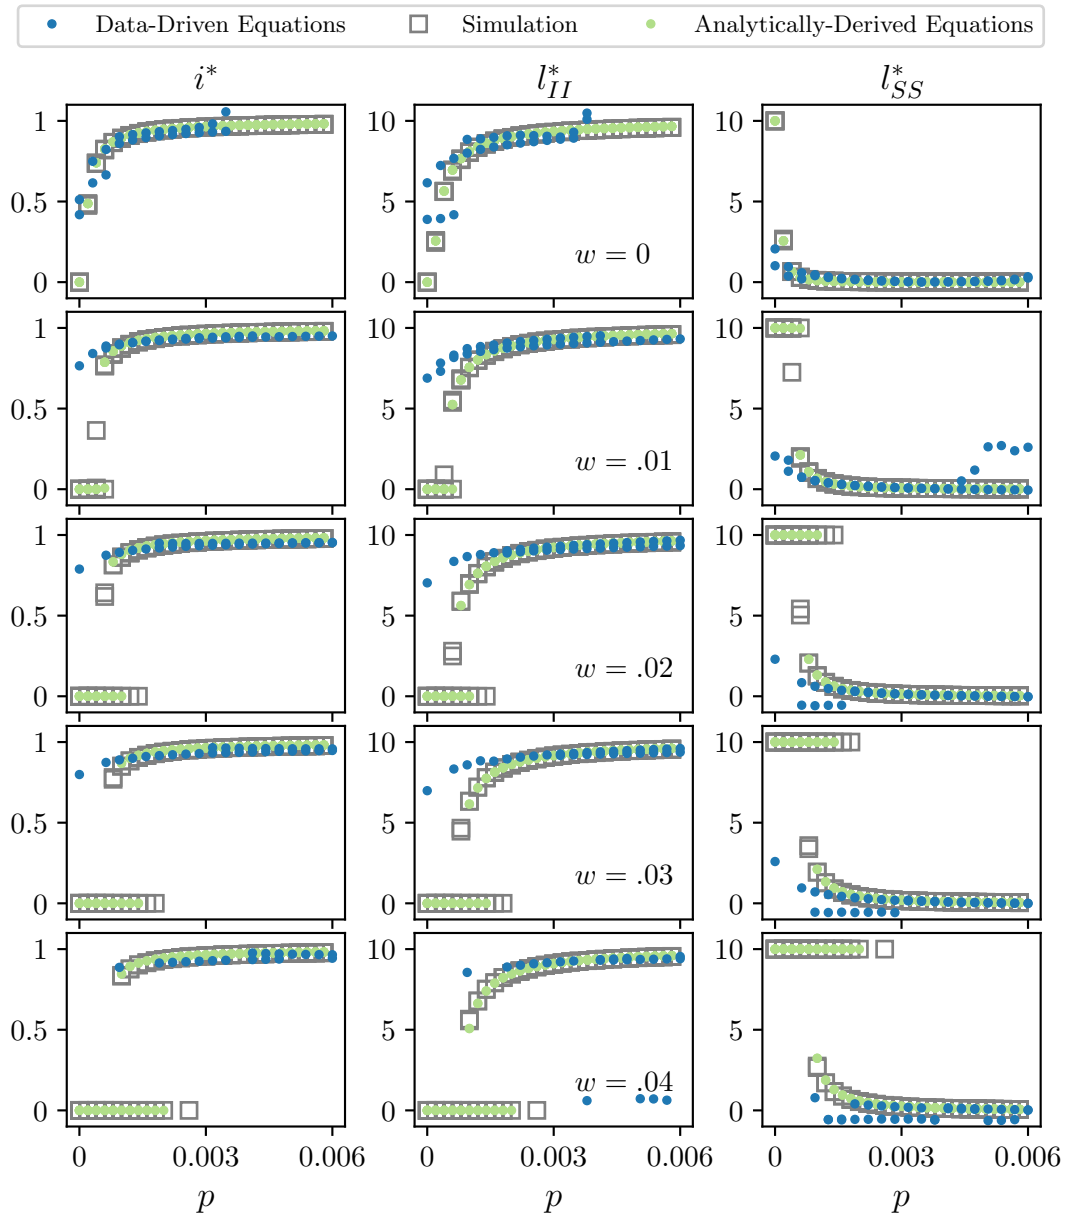 Data-Driven Equations Simulation Analytically-Derived Equations
i* l*_II l*_SS
1 10 10
0.5 5 5
w = 0
0 0 0
1 10 10
0.5 5 5
w = .01
0 0 0
1 10 10
0.5 5 5
w = .02
0 0 0
1 10 10
0.5 5 5
w = .03
0 0 0
1 10 10
0.5 5 5
w = .04
0 0 0
0 0.003 0.006 0 0.003 0.006 0 0.003 0.006
p p p